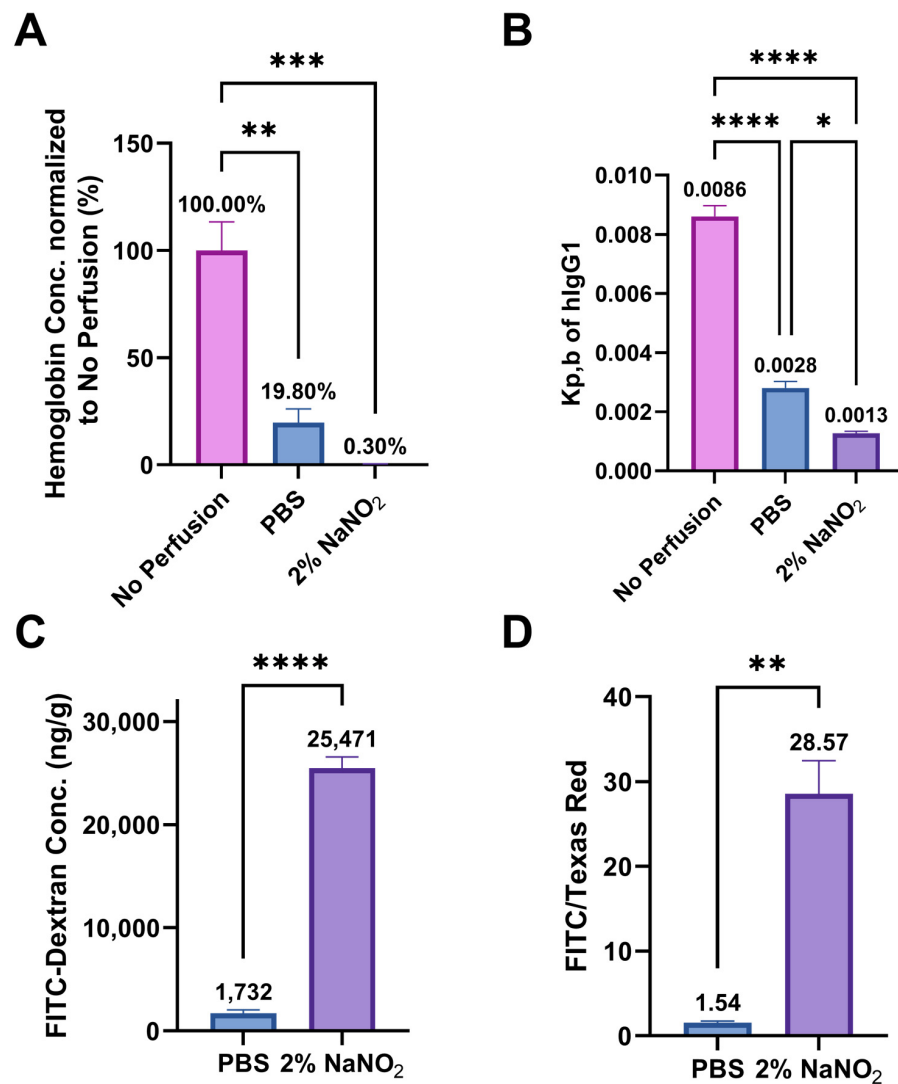 A
***
**
Hemoglobin Conc. normalized
to No Perfusion (%)
150
100
50
0
100.00%
19.80%
0.30%
No Perfusion
PBS
2% NaNO₂
B
****
****
*
Kp,b of hIgG1
0.010
0.008
0.006
0.004
0.002
0.000
0.0086
0.0028
0.0013
No Perfusion
PBS
2% NaNO₂
C
****
FITC-Dextran Conc. (ng/g)
30,000
20,000
10,000
0
1,732
25,471
PBS
2% NaNO₂
D
**
FITC/Texas Red
40
30
20
10
0
1.54
28.57
PBS
2% NaNO₂